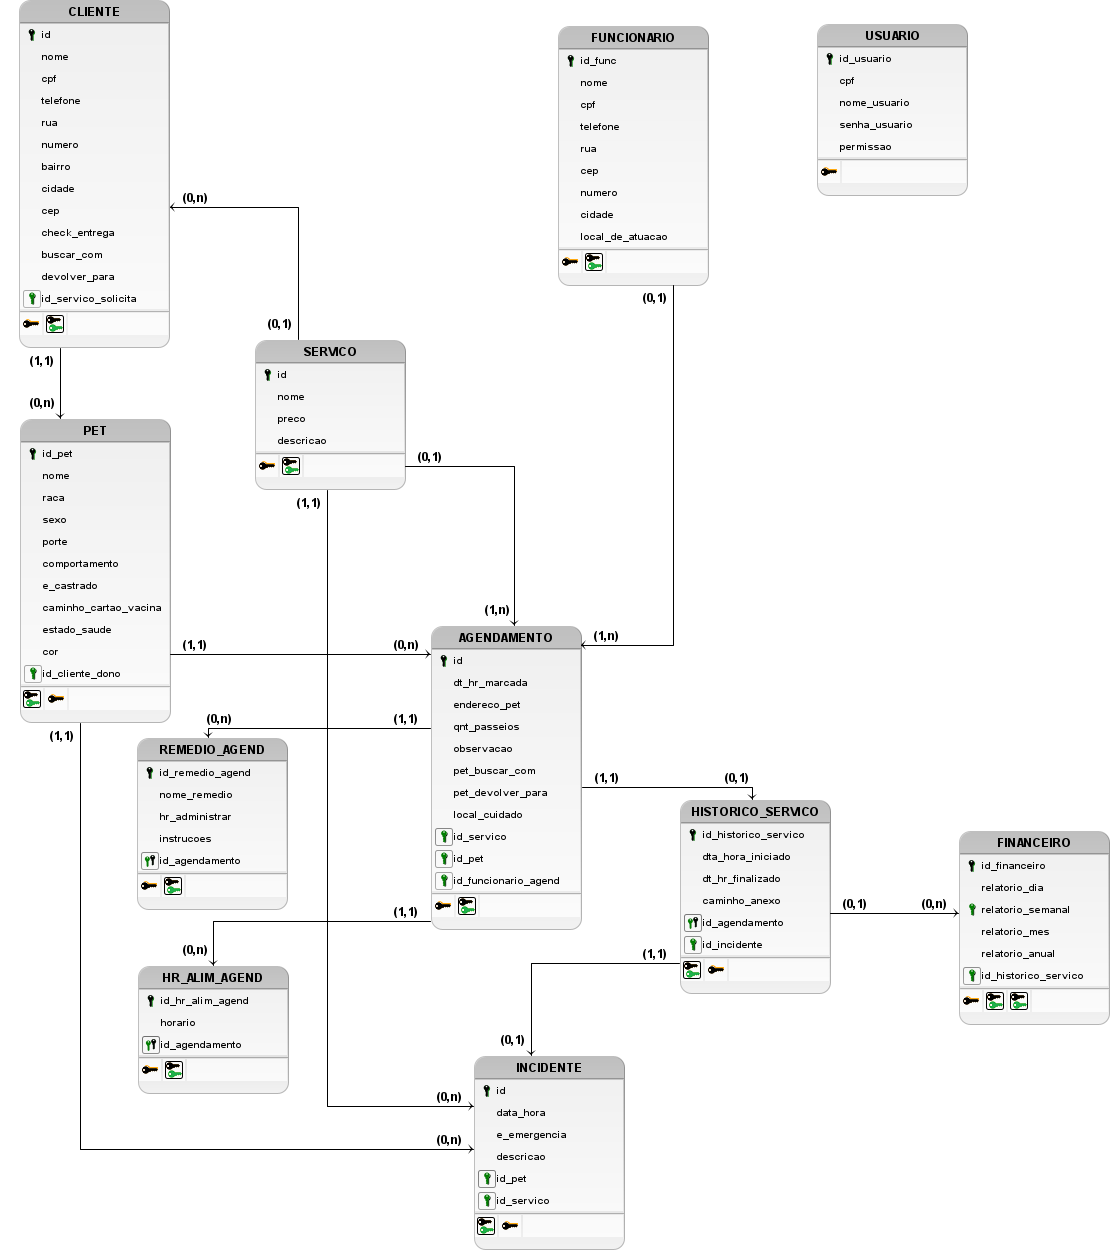 CLIENTE
id
nome
cpf
telefone
rua
numero
bairro
cidade
cep
check_entrega
buscar_com
devolver_para
id_servico_solicita
FUNCIONARIO
id_func
nome
cpf
telefone
rua
cep
numero
cidade
local_de_atuacao
USUARIO
id_usuario
cpf
nome_usuario
senha_usuario
permissao
(0,n)
(0,1)
(0,1)
(1,1)
(0,n)
SERVICO
id
nome
preco
descricao
(0,1)
(1,1)
(1,n)
(1,n)
PET
id_pet
nome
raca
sexo
porte
comportamento
e_castrado
caminho_cartao_vacina
estado_saude
cor
id_cliente_dono
(1,1)
(0,n)
(1,1)
AGENDAMENTO
id
dt_hr_marcada
endereco_pet
qnt_passeios
observacao
pet_buscar_com
pet_devolver_para
local_cuidado
id_servico
id_pet
id_funcionario_agend
(0,n)
(1,1)
REMEDIO_AGEND
id_remedio_agend
nome_remedio
hr_administrar
instrucoes
id_agendamento
(1,1)
(0,1)
HISTORICO_SERVICO
id_historico_servico
dta_hora_iniciado
dt_hr_finalizado
caminho_anexo
id_agendamento
id_incidente
(0,1)
(0,n)
FINANCEIRO
id_financeiro
relatorio_dia
relatorio_semanal
relatorio_mes
relatorio_anual
id_historico_servico
(1,1)
(0,n)
HR_ALIM_AGEND
id_hr_alim_agend
horario
id_agendamento
(1,1)
(0,1)
(0,n)
(0,n)
INCIDENTE
id
data_hora
e_emergencia
descricao
id_pet
id_servico